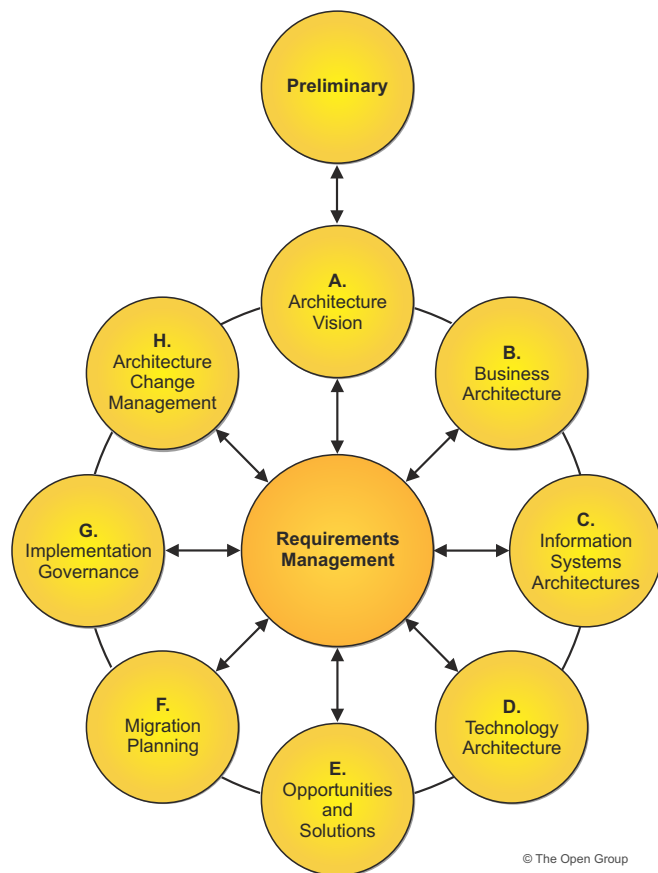 Preliminary
A.
Architecture
Vision
B.
Business
Architecture
C.
Information
Systems
Architectures
D.
Technology
Architecture
E.
Opportunities
and
Solutions
F.
Migration
Planning
G.
Implementation
Governance
H.
Architecture
Change
Management
Requirements
Management
© The Open Group